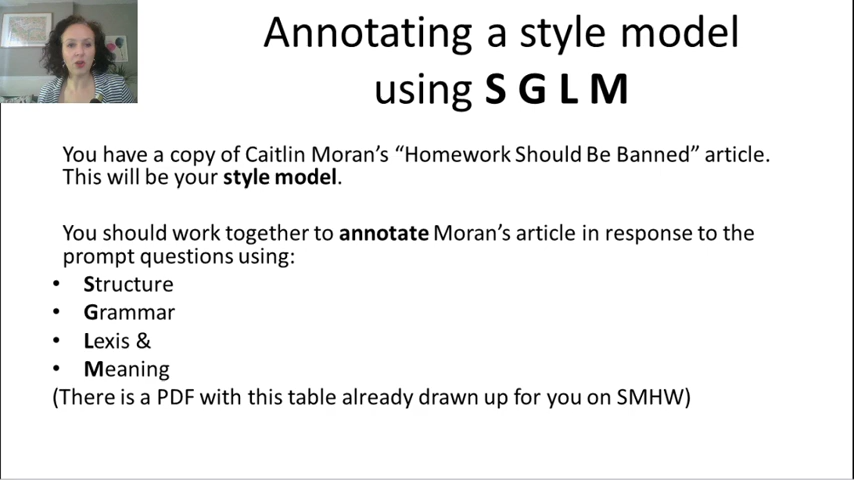 Annotating a style model
using S G L M
You have a copy of Caitlin Moran’s “Homework Should Be Banned” article.
This will be your style model.
You should work together to annotate Moran’s article in response to the
prompt questions using:
• Structure
• Grammar
• Lexis &
• Meaning
(There is a PDF with this table already drawn up for you on SMHW)